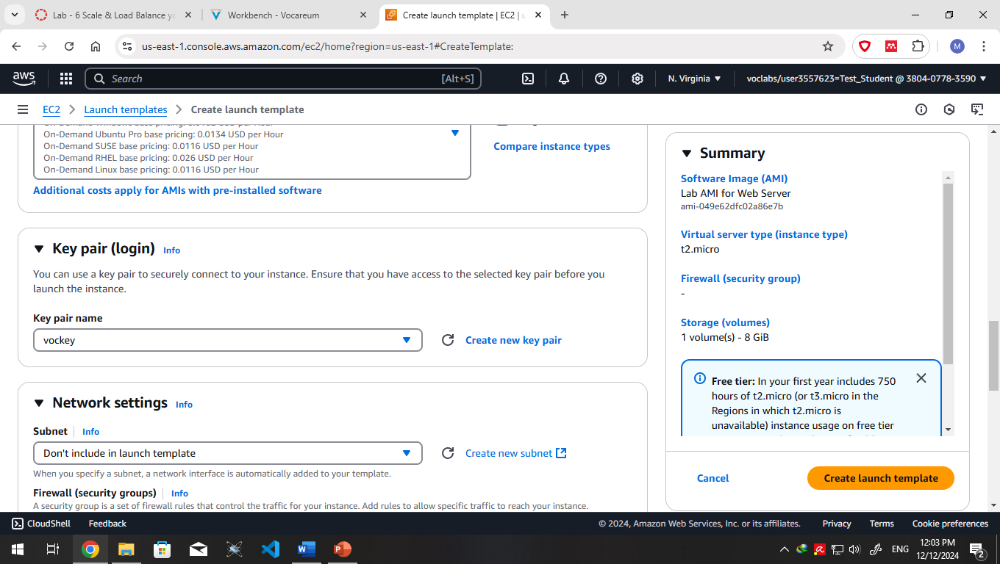 Lab - 6 Scale & Load Balance yo
Workbench - Vocareum
Create launch template | EC2 | u
us-east-1.console.aws.amazon.com/ec2/home?region=us-east-1#CreateTemplate:
M
aws
Search
[Alt+S]
N. Virginia
voclabs/user3557623=Test_Student @ 3804-0778-3590
EC2
Launch templates
Create launch template
On-Demand Ubuntu Pro base pricing: 0.0134 USD per Hour
On-Demand SUSE base pricing: 0.0116 USD per Hour
On-Demand RHEL base pricing: 0.026 USD per Hour
On-Demand Linux base pricing: 0.0116 USD per Hour
Compare instance types
Additional costs apply for AMIs with pre-installed software
Key pair (login)
Info
You can use a key pair to securely connect to your instance. Ensure that you have access to the selected key pair before you
launch the instance.
Key pair name
vockey
Create new key pair
Network settings
Info
Subnet
Info
Don't include in launch template
Create new subnet
When you specify a subnet, a network interface is automatically added to your template.
Firewall (security groups)
Info
A security group is a set of firewall rules that control the traffic for your instance. Add rules to allow specific traffic to reach your instance.
Summary
Software Image (AMI)
Lab AMI for Web Server
ami-049e62dfc02a86e7b
Virtual server type (instance type)
t2.micro
Firewall (security group)
-
Storage (volumes)
1 volume(s) - 8 GiB
Free tier: In your first year includes 750
hours of t2.micro (or t3.micro in the
Regions in which t2.micro is
unavailable) instance usage on free tier
Cancel
Create launch template
CloudShell
Feedback
© 2024, Amazon Web Services, Inc. or its affiliates.
Privacy
Terms
Cookie preferences
ENG
12:03 PM
12/12/2024
2